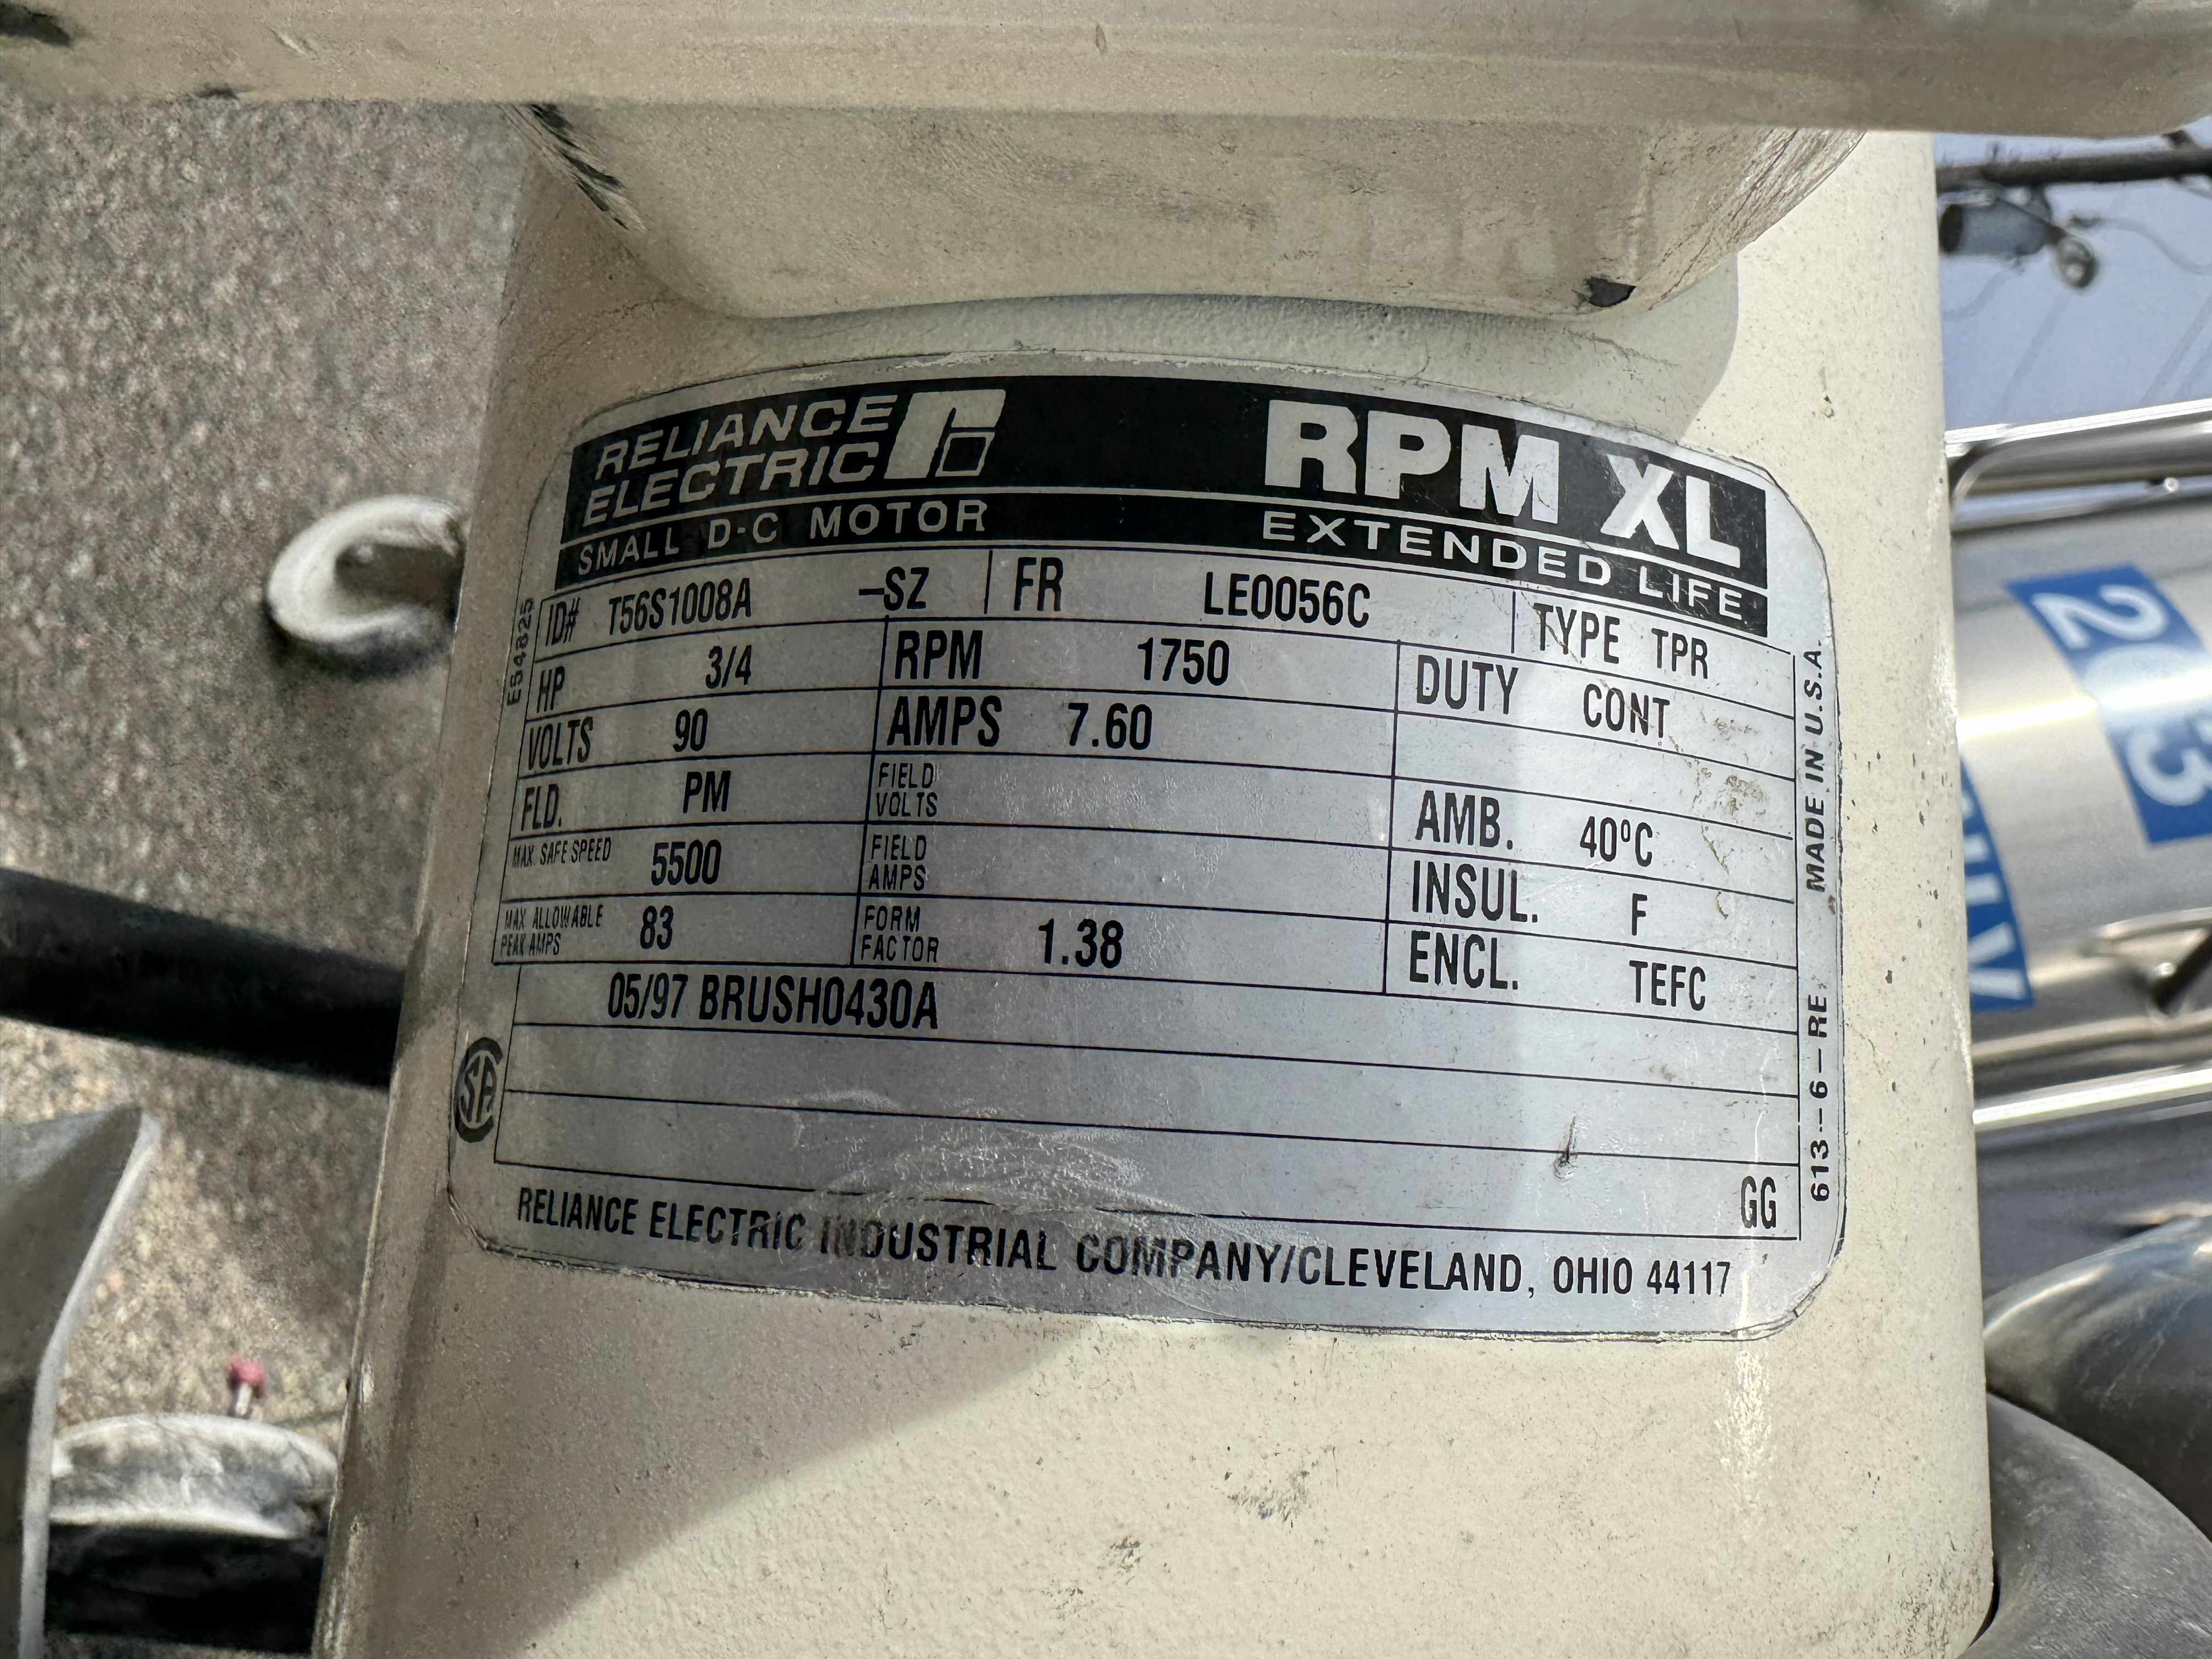 RELIANCE
ELECTRIC
RPM XL
SMALL D-C MOTOR
EXTENDED LIFE
E54825
ID# T56S1008A –SZ FR LE0056C TYPE TPR
HP 3/4 RPM 1750 DUTY CONT
VOLTS 90 AMPS 7.60
FLD. PM FIELD VOLTS AMB. 40°C
MAX. SAFE SPEED 5500 FIELD AMPS INSUL. F
MAX ALLOWABLE PEAK AMPS 83 FORM FACTOR 1.38 ENCL. TEFC
05/97 BRUSH0430A
SA
GG
RELIANCE ELECTRIC INDUSTRIAL COMPANY/CLEVELAND, OHIO 44117
613–6–RE MADE IN U.S.A.